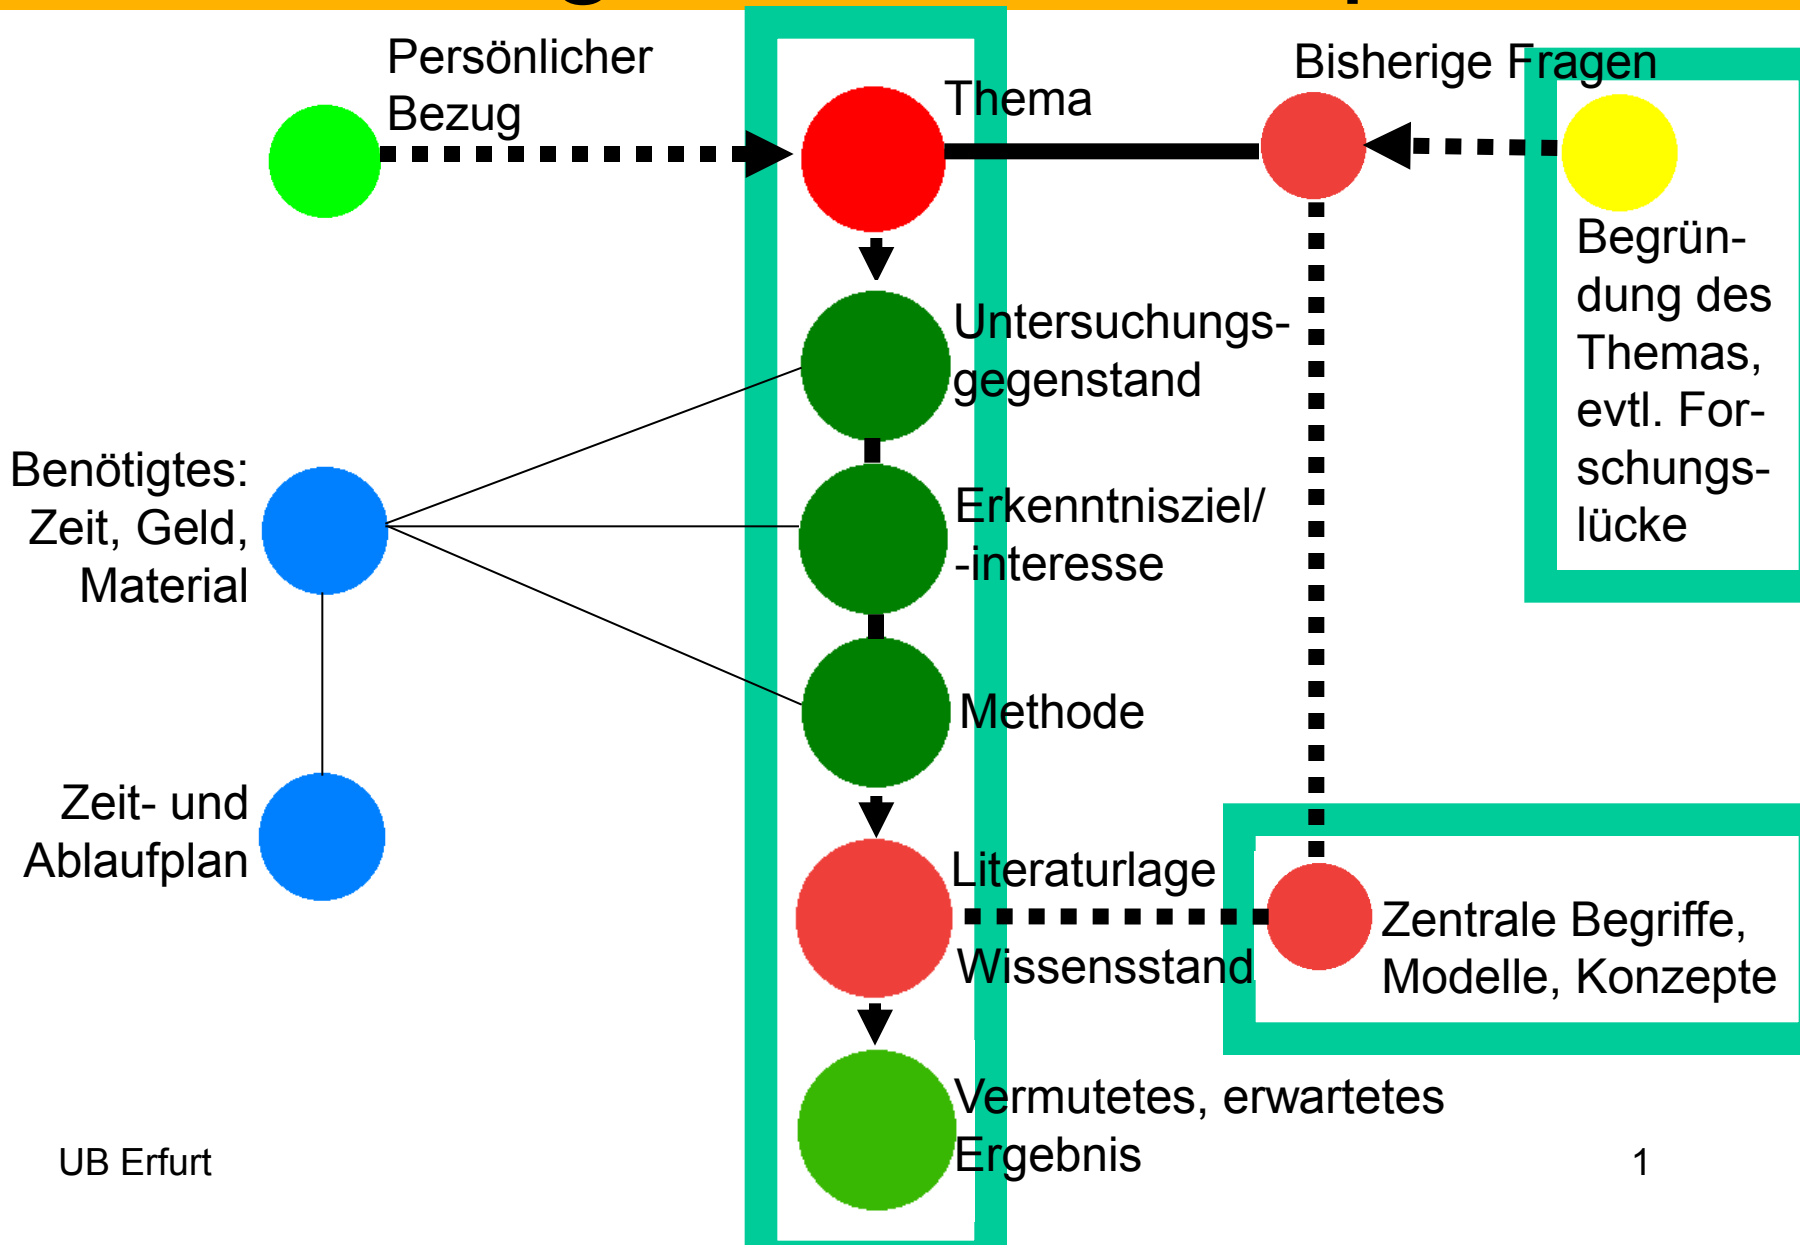 Persönlicher
Bezug
Thema
Bisherige Fragen
Begrün-
dung des
Themas,
evtl. For-
schungs-
lücke
Untersuchungs-
gegenstand
Benötigtes:
Zeit, Geld,
Material
Erkenntnisziel/
-interesse
Methode
Zeit- und
Ablaufplan
Literaturlage
Wissensstand
Zentrale Begriffe,
Modelle, Konzepte
Vermutetes, erwartetes
Ergebnis
UB Erfurt
1